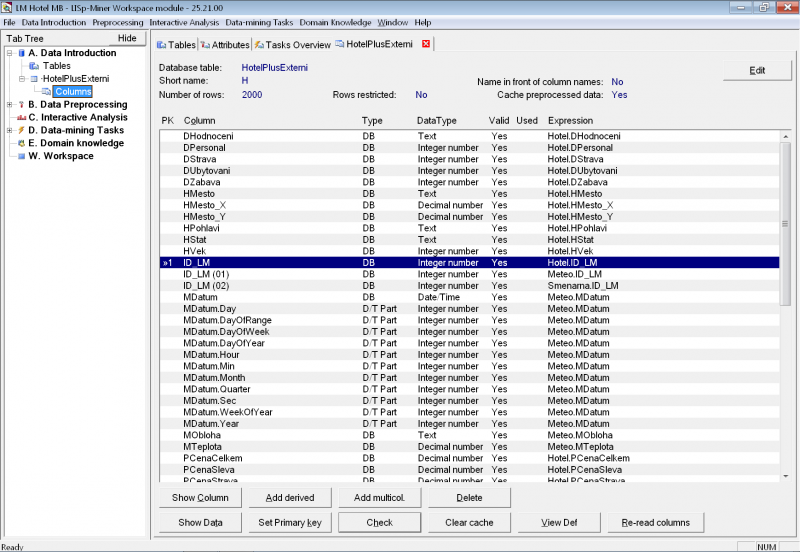 LM Hotel MB - LISp-Miner Workspace module - 25.21.00
File Data Introduction Preprocessing Interactive Analysis Data-mining Tasks Domain Knowledge Window Help
Tab Tree Hide
A. Data Introduction
Tables
·HotelPlusExterni
Columns
B. Data Preprocessing
C. Interactive Analysis
D. Data-mining Tasks
E. Domain knowledge
W. Workspace
Tables Attributes Tasks Overview HotelPlusExterni
Database table: HotelPlusExterni
Short name: H
Name in front of column names: No
Edit
Number of rows: 2000 Rows restricted: No Cache preprocessed data: Yes
PK Column Type DataType Valid Used Expression
DHodnoceni DB Text Yes Hotel.DHodnoceni
DPersonal DB Integer number Yes Hotel.DPersonal
DStrava DB Integer number Yes Hotel.DStrava
DUbytovani DB Integer number Yes Hotel.DUbytovani
DZabava DB Integer number Yes Hotel.DZabava
HMesto DB Text Yes Hotel.HMesto
HMesto_X DB Decimal number Yes Hotel.HMesto_X
HMesto_Y DB Decimal number Yes Hotel.HMesto_Y
HPohlavi DB Text Yes Hotel.HPohlavi
HStat DB Text Yes Hotel.HStat
HVek DB Integer number Yes Hotel.HVek
»1 ID_LM DB Integer number Yes Hotel.ID_LM
ID_LM (01) DB Integer number Yes Meteo.ID_LM
ID_LM (02) DB Integer number Yes Smenama.ID_LM
MDatum DB Date/Time Yes Meteo.MDatum
MDatum.Day D/T Part Integer number Yes Meteo.MDatum
MDatum.DayOfRange D/T Part Integer number Yes Meteo.MDatum
MDatum.DayOfWeek D/T Part Integer number Yes Meteo.MDatum
MDatum.DayOfYear D/T Part Integer number Yes Meteo.MDatum
MDatum.Hour D/T Part Integer number Yes Meteo.MDatum
MDatum.Min D/T Part Integer number Yes Meteo.MDatum
MDatum.Month D/T Part Integer number Yes Meteo.MDatum
MDatum.Quarter D/T Part Integer number Yes Meteo.MDatum
MDatum.Sec D/T Part Integer number Yes Meteo.MDatum
MDatum.WeekOfYear D/T Part Integer number Yes Meteo.MDatum
MDatum.Year D/T Part Integer number Yes Meteo.MDatum
MObloha DB Text Yes Meteo.MObloha
MTeplota DB Decimal number Yes Meteo.MTeplota
PCenaCelkem DB Decimal number Yes Hotel.PCenaCelkem
PCenaSleva DB Decimal number Yes Hotel.PCenaSleva
PCenaStrava DB Decimal number Yes Hotel.PCenaStrava
Show Column Add derived Add multicol. Delete
Show Data Set Primary key Check Clear cache View Def Re-read columns
Ready NUM